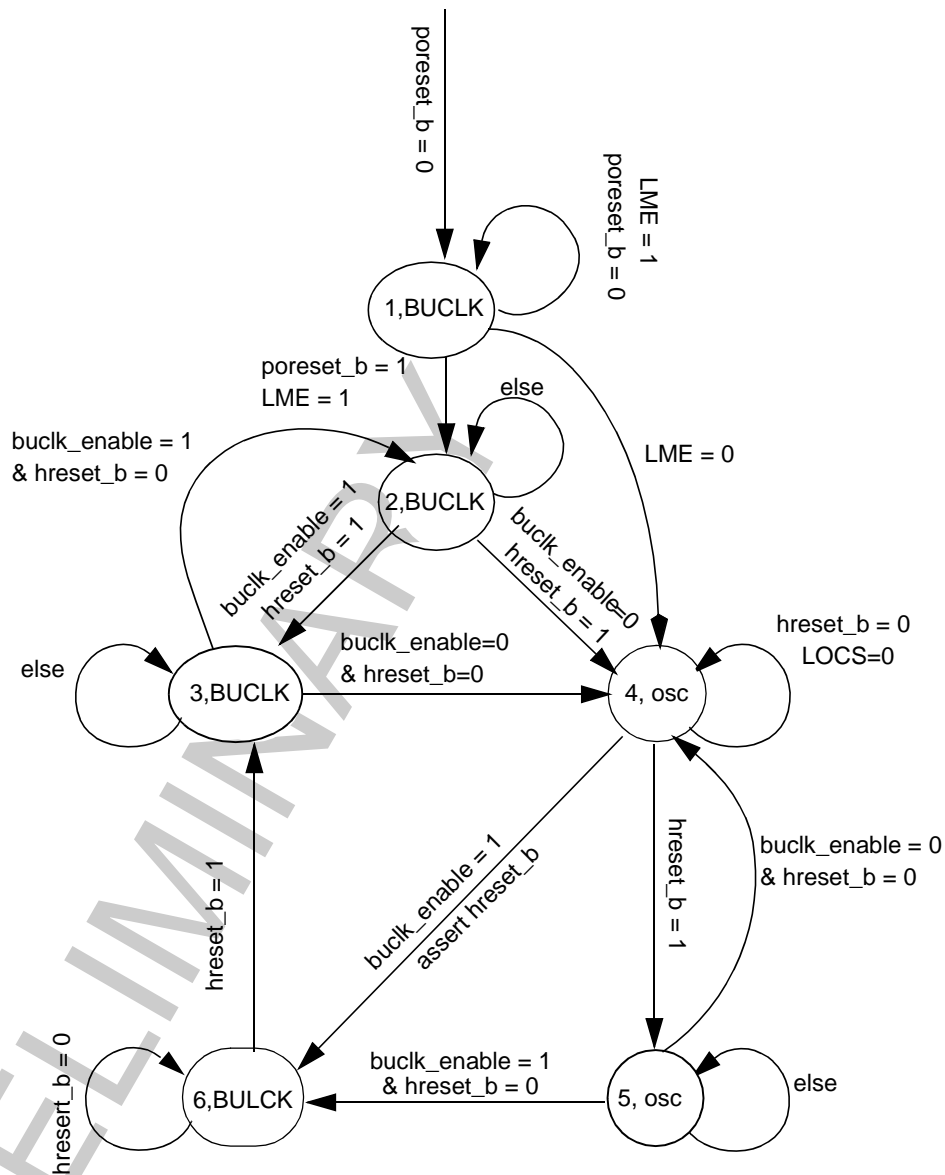 poreset_b = 0
LME = 1
poreset_b = 0
1,BUCLK
poreset_b = 1
LME = 1
else
buclk_enable = 1
& hreset_b = 0
LME = 0
2,BUCLK
buclk_enable = 1
hreset_b = 1
buclk_enable=0
hreset_b = 1
hreset_b = 0
LOCS=0
buclk_enable=0
& hreset_b=0
else
3,BUCLK
4, osc
buclk_enable = 1
assert hreset_b
hreset_b = 1
buclk_enable = 0
& hreset_b = 0
hreset_b = 1
hresert_b = 0
buclk_enable = 1
& hreset_b = 0
6,BULCK
5, osc
else
ELIMINARY